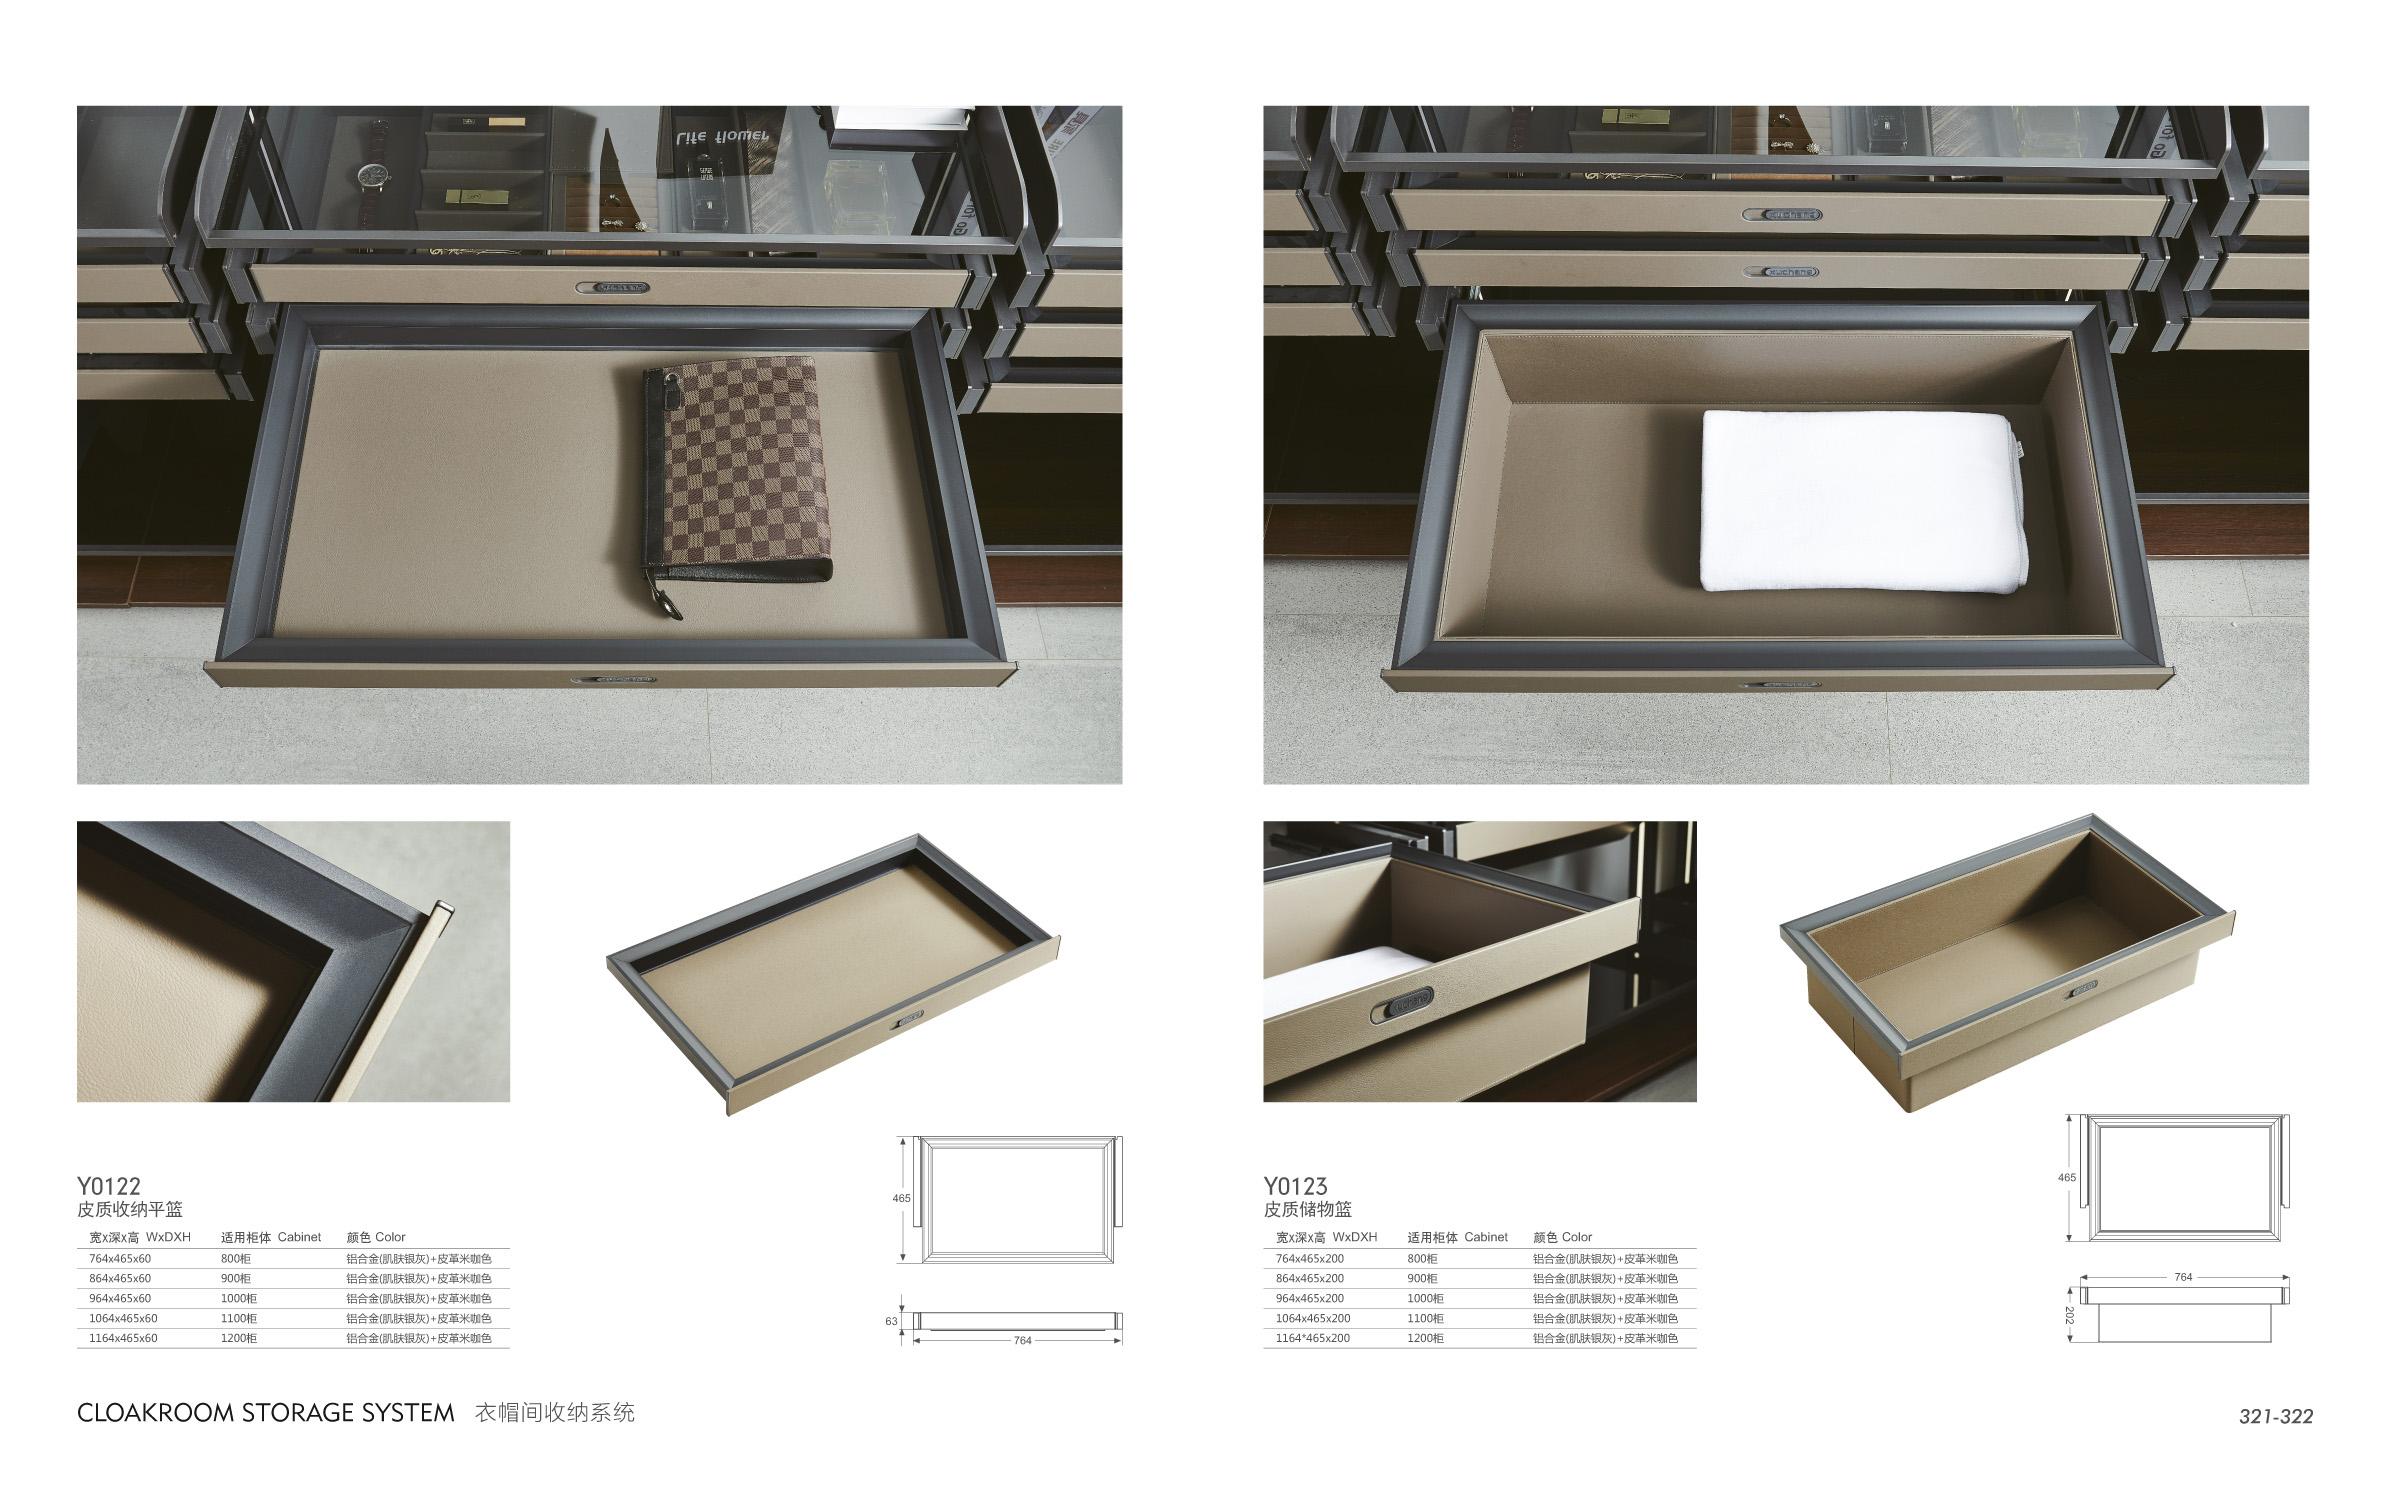 Life flower
Y0122
皮质收纳平篮
宽x深x高 WxDXH 适用柜体 Cabinet 颜色 Color
764x465x60 800柜 铝合金(肌肤银灰)+皮革米咖色
864x465x60 900柜 铝合金(肌肤银灰)+皮革米咖色
964x465x60 1000柜 铝合金(肌肤银灰)+皮革米咖色
1064x465x60 1100柜 铝合金(肌肤银灰)+皮革米咖色
1164x465x60 1200柜 铝合金(肌肤银灰)+皮革米咖色
465
63
764
xucheng
xucheng
xucheng
Y0123
皮质储物篮
宽x深x高 WxDXH 适用柜体 Cabinet 颜色 Color
764x465x200 800柜 铝合金(肌肤银灰)+皮革米咖色
864x465x200 900柜 铝合金(肌肤银灰)+皮革米咖色
964x465x200 1000柜 铝合金(肌肤银灰)+皮革米咖色
1064x465x200 1100柜 铝合金(肌肤银灰)+皮革米咖色
1164*465x200 1200柜 铝合金(肌肤银灰)+皮革米咖色
465
764
202
CLOAKROOM STORAGE SYSTEM 衣帽间收纳系统
321-322